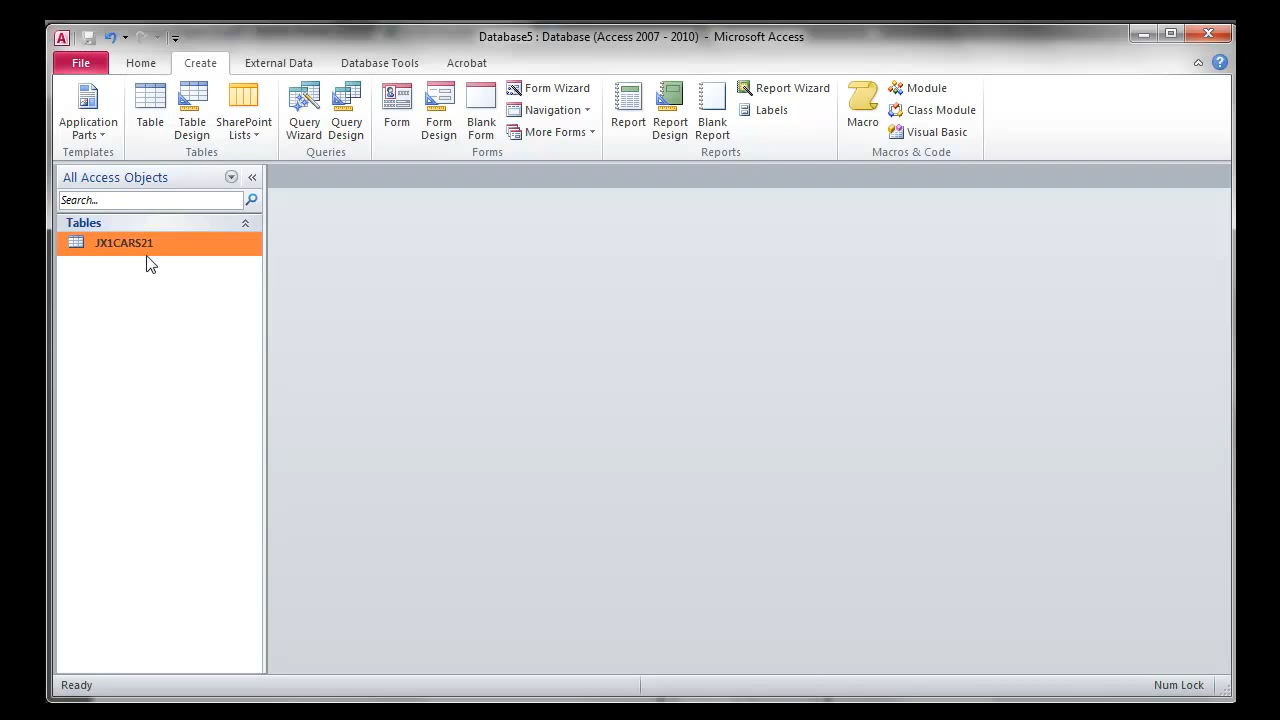 Database5 : Database (Access 2007 - 2010) - Microsoft Access
File Create External Data Database Tools Acrobat
Home
Application Parts
Table
Table Design
SharePoint Lists
Query Wizard
Query Design
Form
Form Design
Blank Form
Form Wizard
Navigation
More Forms
Report
Report Design
Blank Report
Report Wizard
Labels
Macro
Module
Class Module
Visual Basic
Templates
Tables
Queries
Forms
Reports
Macros & Code
All Access Objects
Search...
Tables
JX1CARS21
Ready
Num Lock